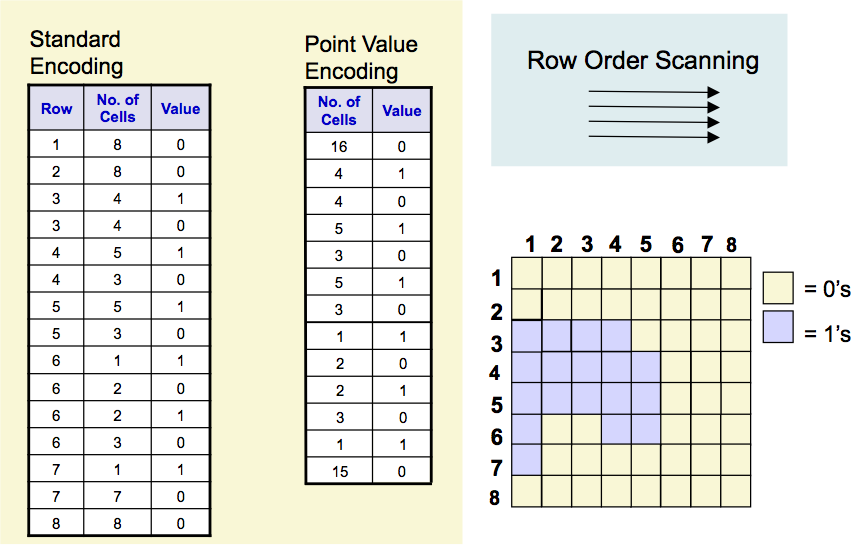 Standard
Encoding
Row No. of Cells Value
1 8 0
2 8 0
3 4 1
3 4 0
4 5 1
4 3 0
5 5 1
5 3 0
6 1 1
6 2 0
6 2 1
6 3 0
7 1 1
7 7 0
8 8 0
Point Value
Encoding
No. of Cells Value
16 0
4 1
4 0
5 1
3 0
5 1
3 0
1 1
2 0
2 1
3 0
1 1
15 0
Row Order Scanning
1 2 3 4 5 6 7 8
1
2
3
4
5
6
7
8
= 0's
= 1's